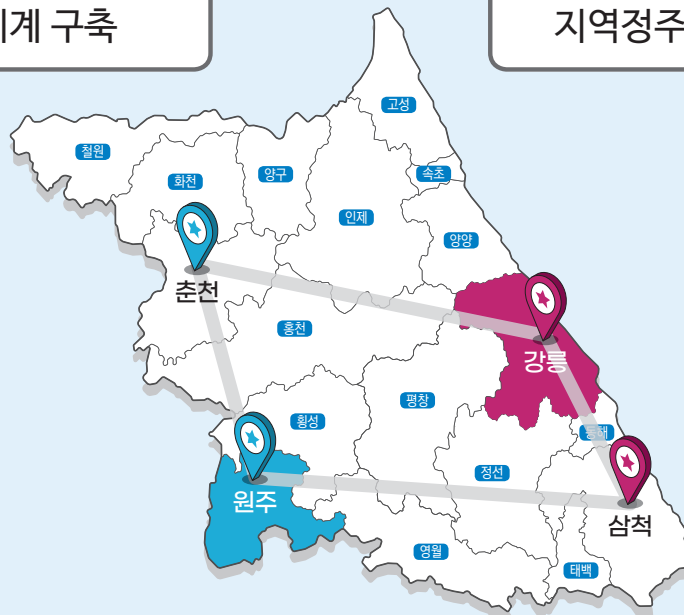 계 구축
지역정주
고성
철원
속초
양구
화천
인제
양양
춘천
홍천
강릉
평창
횡성
동해
정선
원주
삼척
영월
태백